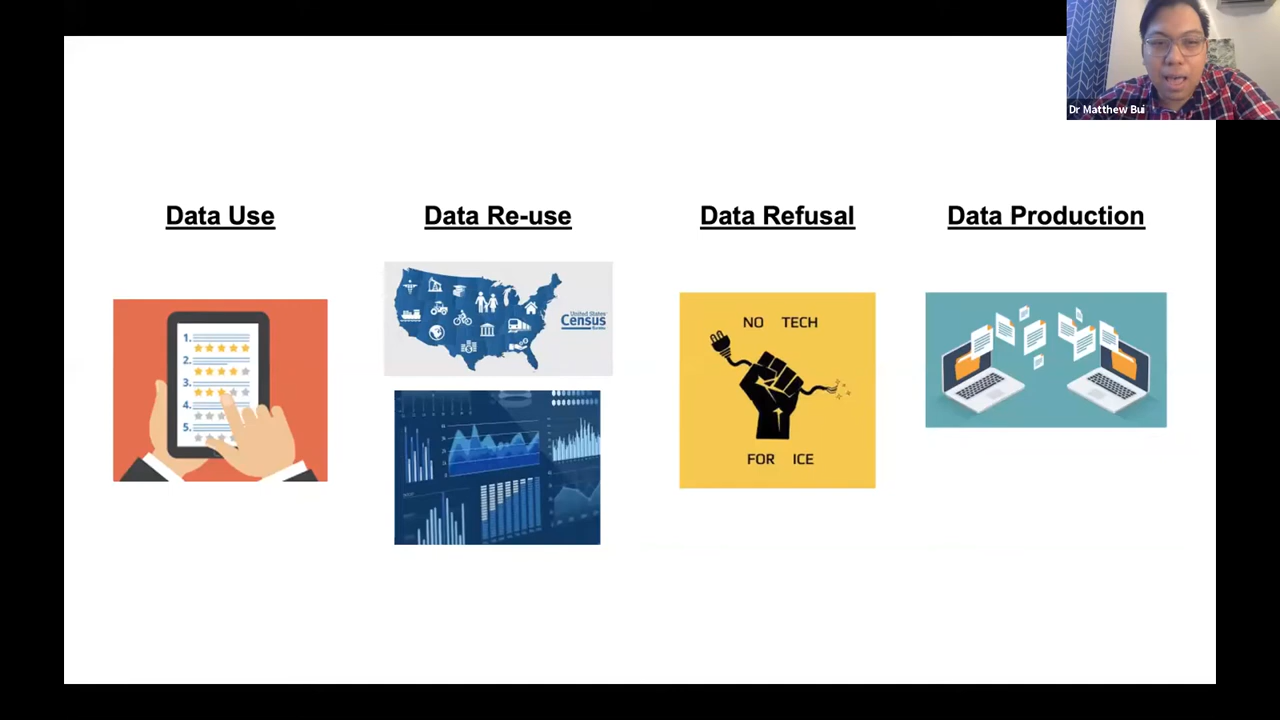 Dr Matthew Bui
Data Use
Data Re-use
Data Refusal
Data Production
1.
2.
3.
4.
5.
United States
Census
Bureau
NO TECH
FOR ICE